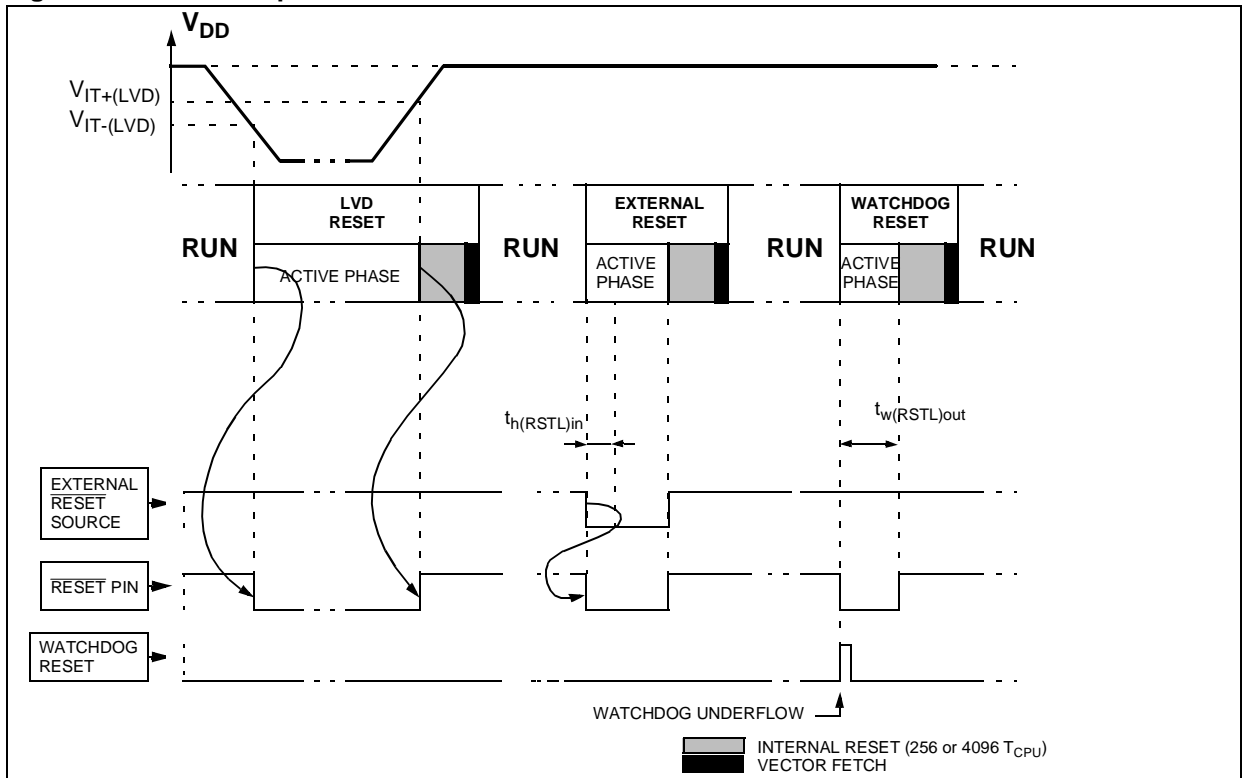 VDD
VIT+(LVD)
VIT-(LVD)
LVD
RESET
EXTERNAL
RESET
WATCHDOG
RESET
RUN
RUN
RUN
RUN
ACTIVE PHASE
ACTIVE
PHASE
ACTIVE
PHASE
th(RSTL)in
tw(RSTL)out
EXTERNAL
RESET
SOURCE
RESET PIN
WATCHDOG
RESET
WATCHDOG UNDERFLOW
INTERNAL RESET (256 or 4096 TCPU)
VECTOR FETCH